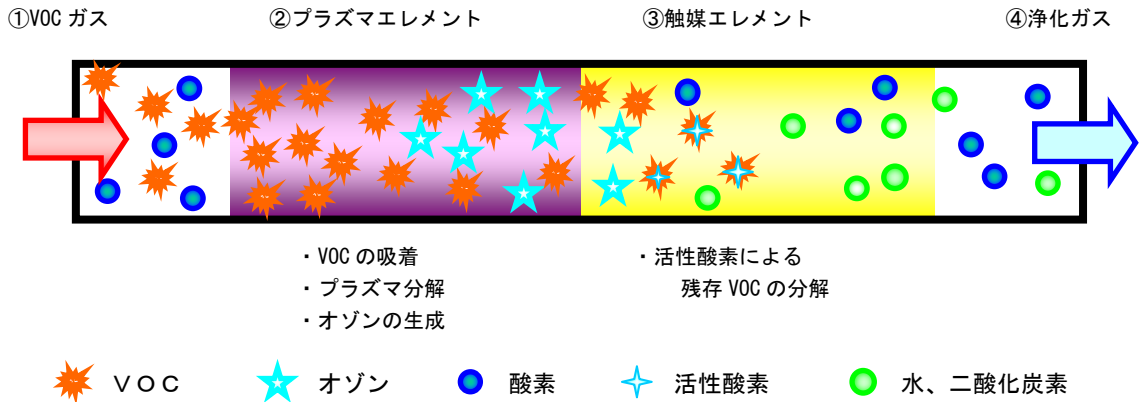 ①VOC ガス
②プラズマエレメント
③触媒エレメント
④浄化ガス
・VOC の吸着
・プラズマ分解
・オゾンの生成
・活性酸素による
残存 VOC の分解
ＶＯＣ
オゾン
酸素
活性酸素
水、二酸化炭素